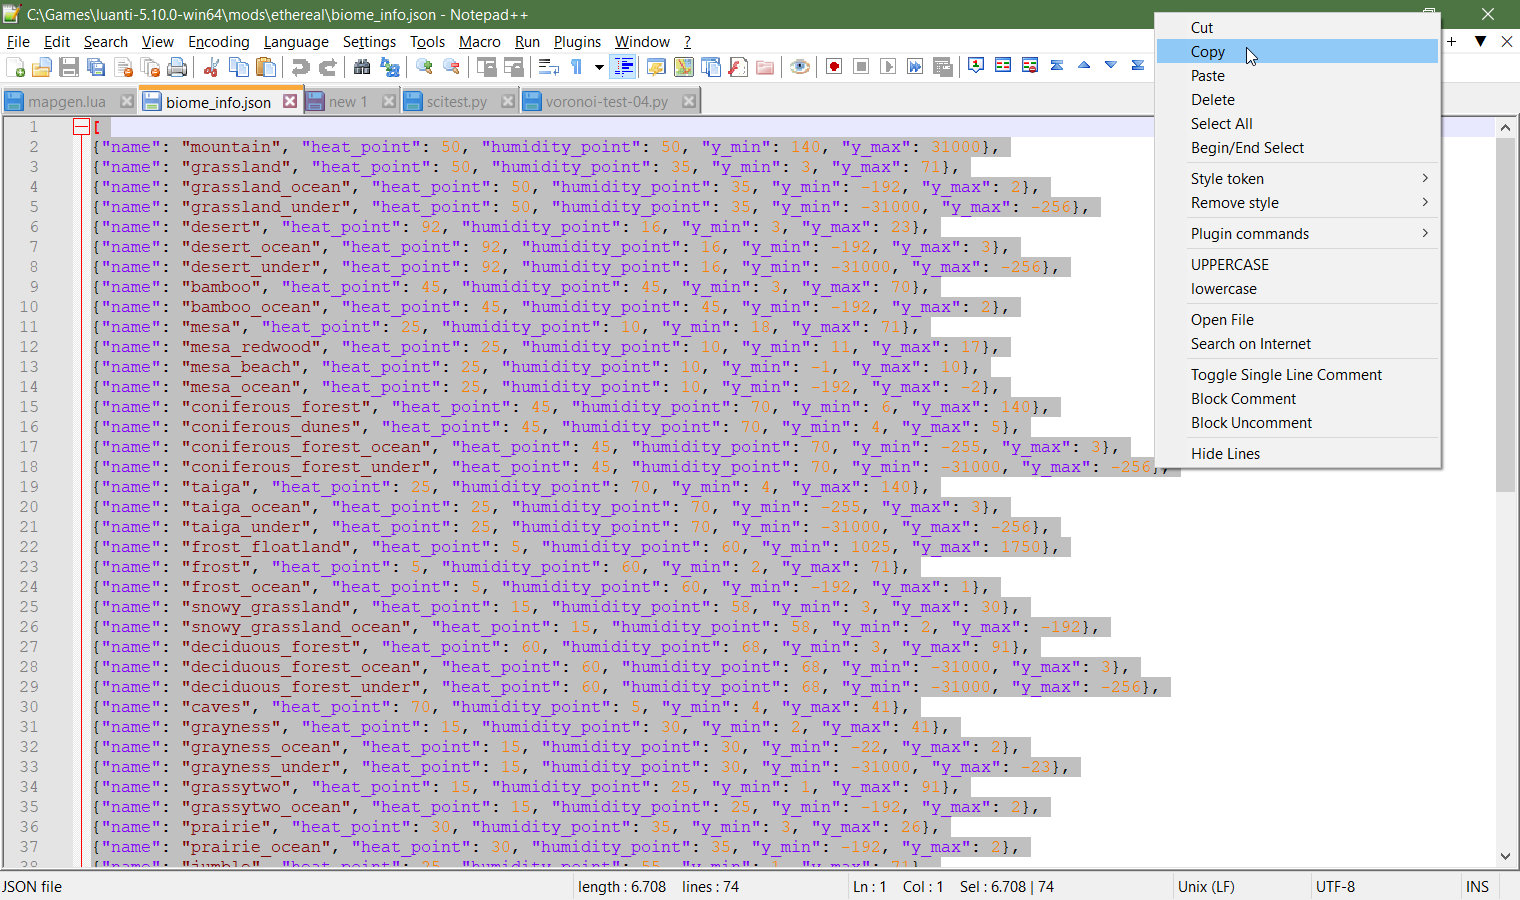 C:\Games\luanti-5.10.0-win64\mods\ethereal\biome_info.json - Notepad++
File Edit Search View Encoding Language Settings Tools Macro Run Plugins Window ?
mapgen.lua biome_info.json new 1 scitest.py voronoi-test-04.py
1 [
2 {"name": "mountain", "heat_point": 50, "humidity_point": 50, "y_min": 140, "y_max": 31000},
3 {"name": "grassland", "heat_point": 50, "humidity_point": 35, "y_min": 3, "y_max": 71},
4 {"name": "grassland_ocean", "heat_point": 50, "humidity_point": 35, "y_min": -192, "y_max": 2},
5 {"name": "grassland_under", "heat_point": 50, "humidity_point": 35, "y_min": -31000, "y_max": -256},
6 {"name": "desert", "heat_point": 92, "humidity_point": 16, "y_min": 3, "y_max": 23},
7 {"name": "desert_ocean", "heat_point": 92, "humidity_point": 16, "y_min": -192, "y_max": 3},
8 {"name": "desert_under", "heat_point": 92, "humidity_point": 16, "y_min": -31000, "y_max": -256},
9 {"name": "bamboo", "heat_point": 45, "humidity_point": 45, "y_min": 3, "y_max": 70},
10 {"name": "bamboo_ocean", "heat_point": 45, "humidity_point": 45, "y_min": -192, "y_max": 2},
11 {"name": "mesa", "heat_point": 25, "humidity_point": 10, "y_min": 18, "y_max": 71},
12 {"name": "mesa_redwood", "heat_point": 25, "humidity_point": 10, "y_min": 11, "y_max": 17},
13 {"name": "mesa_beach", "heat_point": 25, "humidity_point": 10, "y_min": -1, "y_max": 10},
14 {"name": "mesa_ocean", "heat_point": 25, "humidity_point": 10, "y_min": -192, "y_max": -2},
15 {"name": "coniferous_forest", "heat_point": 45, "humidity_point": 70, "y_min": 6, "y_max": 140},
16 {"name": "coniferous_dunes", "heat_point": 45, "humidity_point": 70, "y_min": 4, "y_max": 5},
17 {"name": "coniferous_forest_ocean", "heat_point": 45, "humidity_point": 70, "y_min": -255, "y_max": 3},
18 {"name": "coniferous_forest_under", "heat_point": 45, "humidity_point": 70, "y_min": -31000, "y_max": -256},
19 {"name": "taiga", "heat_point": 25, "humidity_point": 70, "y_min": 4, "y_max": 140},
20 {"name": "taiga_ocean", "heat_point": 25, "humidity_point": 70, "y_min": -255, "y_max": 3},
21 {"name": "taiga_under", "heat_point": 25, "humidity_point": 70, "y_min": -31000, "y_max": -256},
22 {"name": "frost_floatland", "heat_point": 5, "humidity_point": 60, "y_min": 1025, "y_max": 1750},
23 {"name": "frost", "heat_point": 5, "humidity_point": 60, "y_min": 2, "y_max": 71},
24 {"name": "frost_ocean", "heat_point": 5, "humidity_point": 60, "y_min": -192, "y_max": 1},
25 {"name": "snowy_grassland", "heat_point": 15, "humidity_point": 58, "y_min": 3, "y_max": 30},
26 {"name": "snowy_grassland_ocean", "heat_point": 15, "humidity_point": 58, "y_min": 2, "y_max": -192},
27 {"name": "deciduous_forest", "heat_point": 60, "humidity_point": 68, "y_min": 3, "y_max": 91},
28 {"name": "deciduous_forest_ocean", "heat_point": 60, "humidity_point": 68, "y_min": -31000, "y_max": 3},
29 {"name": "deciduous_forest_under", "heat_point": 60, "humidity_point": 68, "y_min": -31000, "y_max": -256},
30 {"name": "caves", "heat_point": 70, "humidity_point": 5, "y_min": 4, "y_max": 41},
31 {"name": "grayness", "heat_point": 15, "humidity_point": 30, "y_min": 2, "y_max": 41},
32 {"name": "grayness_ocean", "heat_point": 15, "humidity_point": 30, "y_min": -22, "y_max": 2},
33 {"name": "grayness_under", "heat_point": 15, "humidity_point": 30, "y_min": -31000, "y_max": -23},
34 {"name": "grassytwo", "heat_point": 15, "humidity_point": 25, "y_min": 1, "y_max": 91},
35 {"name": "grassytwo_ocean", "heat_point": 15, "humidity_point": 25, "y_min": -192, "y_max": 2},
36 {"name": "prairie", "heat_point": 30, "humidity_point": 35, "y_min": 3, "y_max": 26},
37 {"name": "prairie_ocean", "heat_point": 30, "humidity_point": 35, "y_min": -192, "y_max": 2},
38 {"name": "jumble", "heat_point": 25, "humidity_point": 55, "y_min": 1, "y_max": 71},
Cut
Copy
Paste
Delete
Select All
Begin/End Select
Style token
Remove style
Plugin commands
UPPERCASE
lowercase
Open File
Search on Internet
Toggle Single Line Comment
Block Comment
Block Uncomment
Hide Lines
JSON file length : 6.708 lines : 74 Ln : 1 Col : 1 Sel : 6.708 | 74 Unix (LF) UTF-8 INS